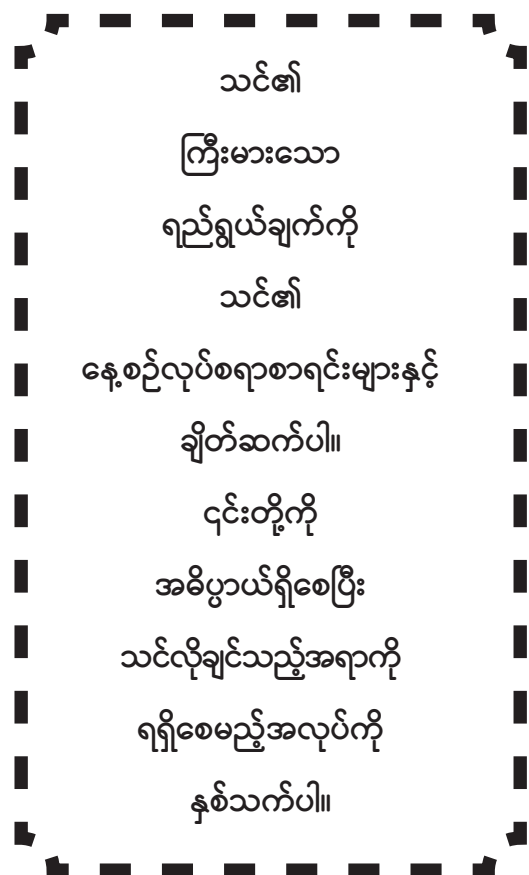 သင်၏
ကြီးမားသော
ရည်ရွယ်ချက်ကို
သင်၏
နေ့စဉ်လုပ်စရာစာရင်းများနှင့်
ချိတ်ဆက်ပါ။
၎င်းတို့ကို
အဓိပ္ပာယ်ရှိစေပြီး
သင်လိုချင်သည့်အရာကို
ရရှိစေမည့်အလုပ်ကို
နှစ်သက်ပါ။